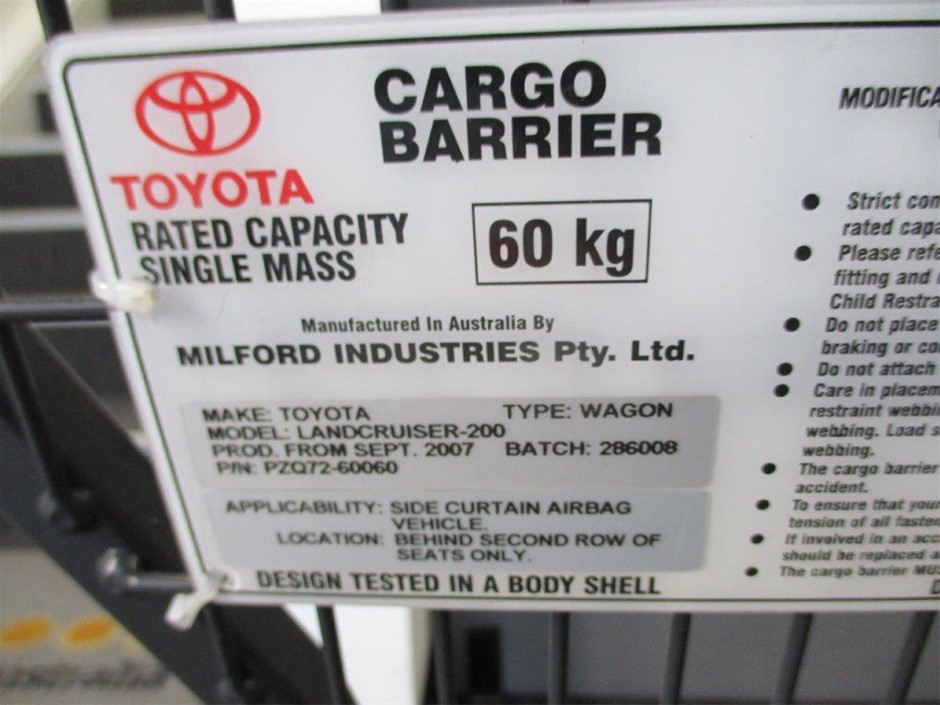 CARGO
BARRIER
TOYOTA
RATED CAPACITY
SINGLE MASS
60 kg
Manufactured In Australia By
MILFORD INDUSTRIES Pty. Ltd.
MAKE: TOYOTA TYPE: WAGON
MODEL: LANDCRUISER-200
PROD. FROM SEPT. 2007 BATCH: 286008
P/N: PZQ72-60060
APPLICABILITY: SIDE CURTAIN AIRBAG
VEHICLE.
LOCATION: BEHIND SECOND ROW OF
SEATS ONLY.
DESIGN TESTED IN A BODY SHELL
MODIFICA
● Strict con
rated capa
● Please refe
fitting and
Child Restra
● Do not place
braking or co
● Do not attach
● Care in placem
restraint webbi
webbing. Load s
webbing.
● The cargo barrier
accident.
● To ensure that your
tension of all fasten
● If involved in an acc
should be replaced a
● The cargo barrier MUS